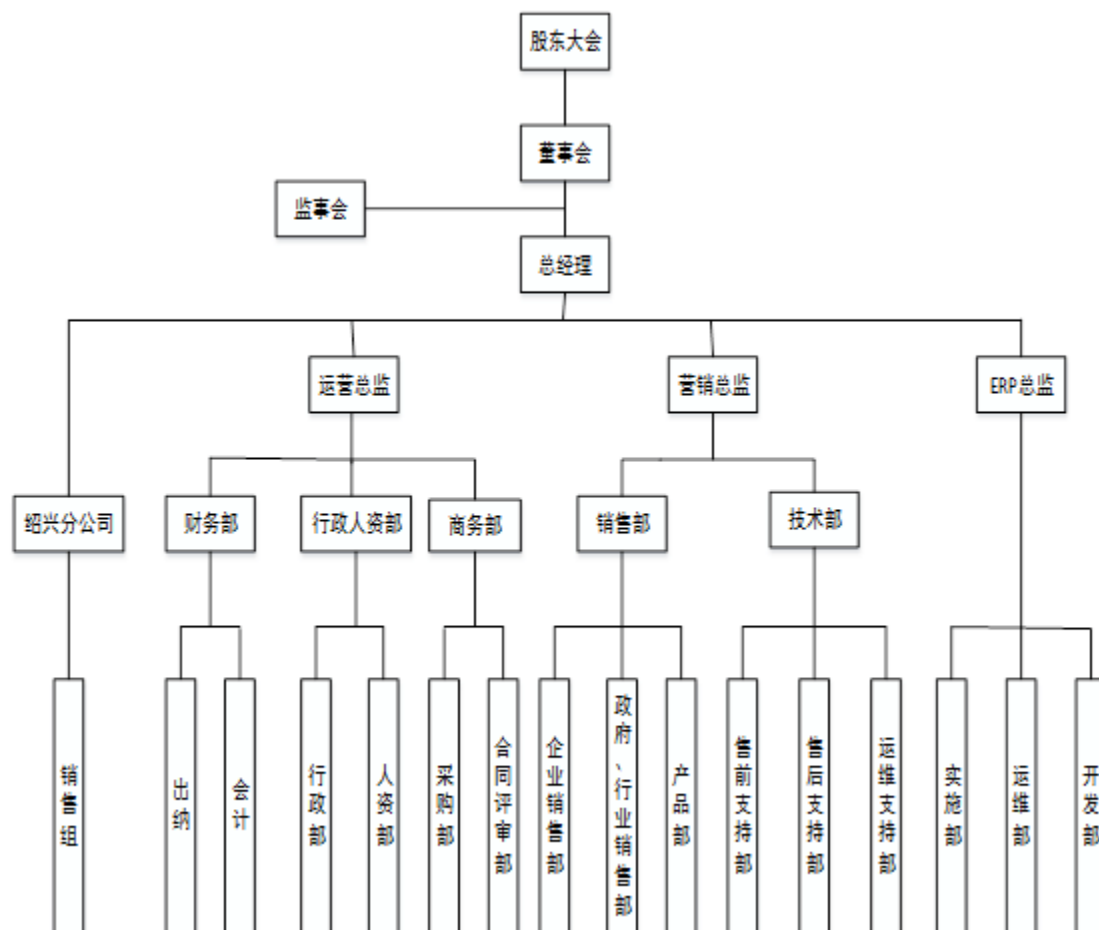 股东大会
董事会
监事会
总经理
运营总监
营销总监
ERP总监
绍兴分公司
财务部
行政人资部
商务部
销售部
技术部
销售组
出纳
会计
行政部
人资部
采购部
合同评审部
企业销售部
政府、行业销售部
产品部
售前支持部
售后支持部
运维支持部
实施部
运维部
开发部